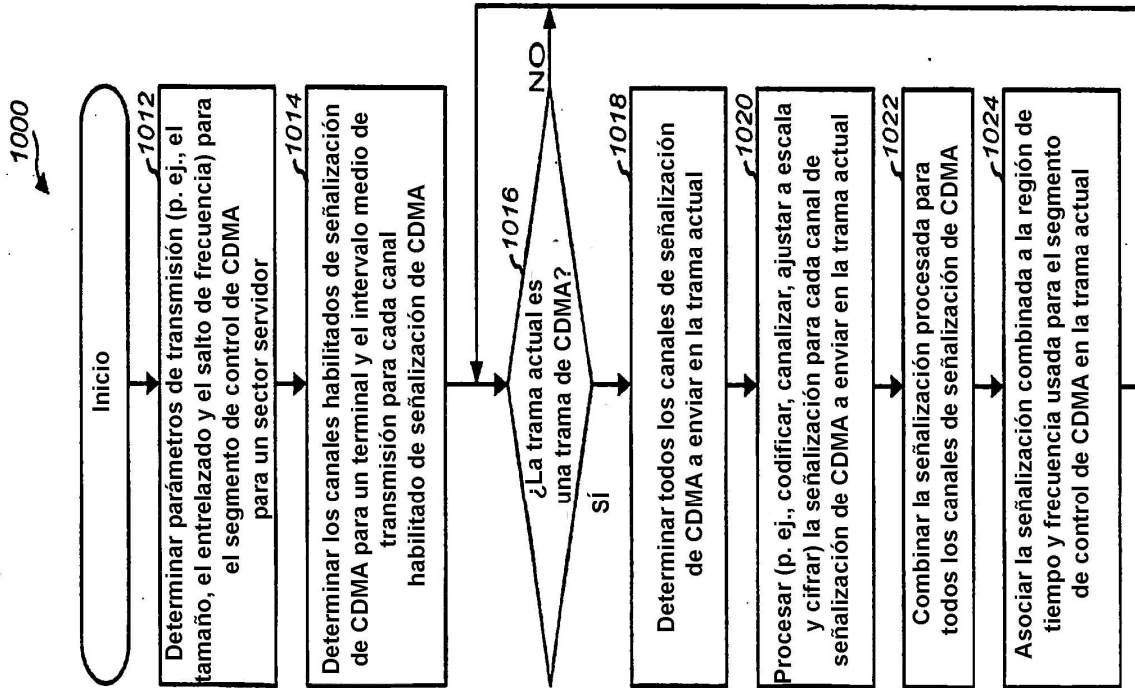 1000
Inicio
1012
Determinar parámetros de transmisión (p. ej., el
tamaño, el entrelazado y el salto de frecuencia) para
el segmento de control de CDMA
para un sector servidor
1014
Determinar los canales habilitados de señalización
de CDMA para un terminal y el intervalo medio de
transmisión para cada canal
habilitado de señalización de CDMA
1016
¿La trama actual es
una trama de CDMA?
NO
SÍ
1018
Determinar todos los canales de señalización
de CDMA a enviar en la trama actual
1020
Procesar (p. ej., codificar, canalizar, ajustar a escala
y cifrar) la señalización para cada canal de
señalización de CDMA a enviar en la trama actual
1022
Combinar la señalización procesada para
todos los canales de señalización de CDMA
1024
Asociar la señalización combinada a la región de
tiempo y frecuencia usada para el segmento
de control de CDMA en la trama actual